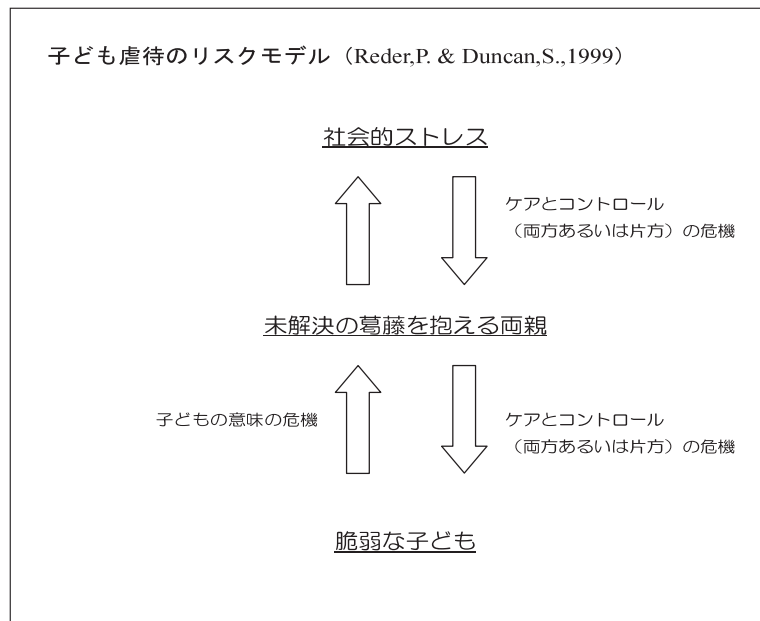 子ども虐待のリスクモデル（Reder,P. & Duncan,S.,1999）
社会的ストレス
ケアとコントロール
（両方あるいは片方）の危機
未解決の葛藤を抱える両親
子どもの意味の危機
ケアとコントロール
（両方あるいは片方）の危機
脆弱な子ども